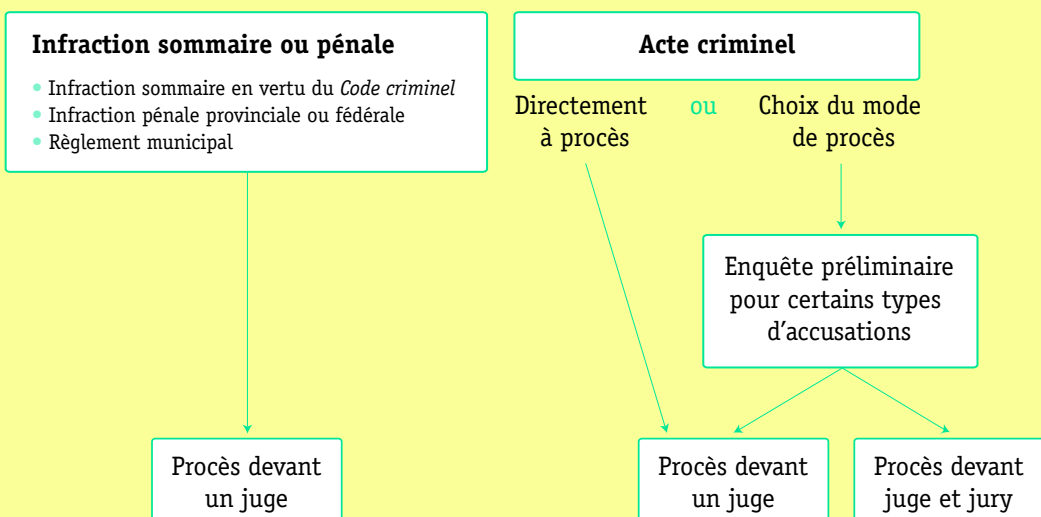 Infraction sommaire ou pénale
• Infraction sommaire en vertu du Code criminel
• Infraction pénale provinciale ou fédérale
• Règlement municipal
Acte criminel
Directement
à procès
ou
Choix du mode
de procès
Enquête préliminaire
pour certains types
d’accusations
Procès devant
un juge
Procès devant
un juge
Procès devant
juge et jury